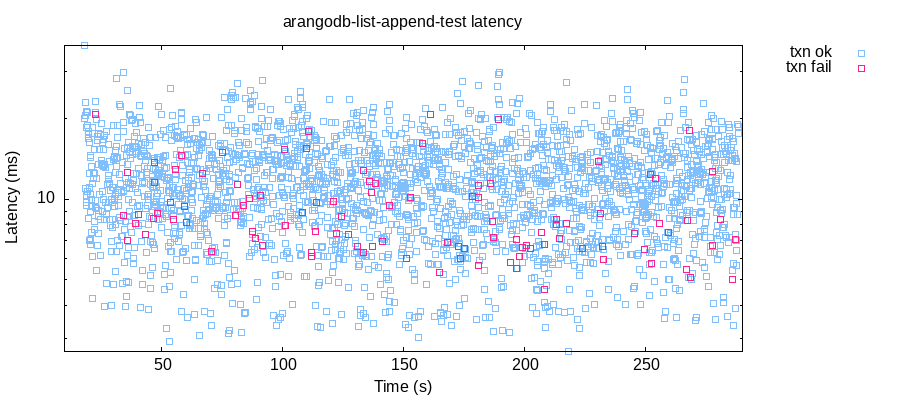 arangodb-list-append-test latency
txn ok
txn fail
Latency (ms)
10
50 100 150 200 250
Time (s)